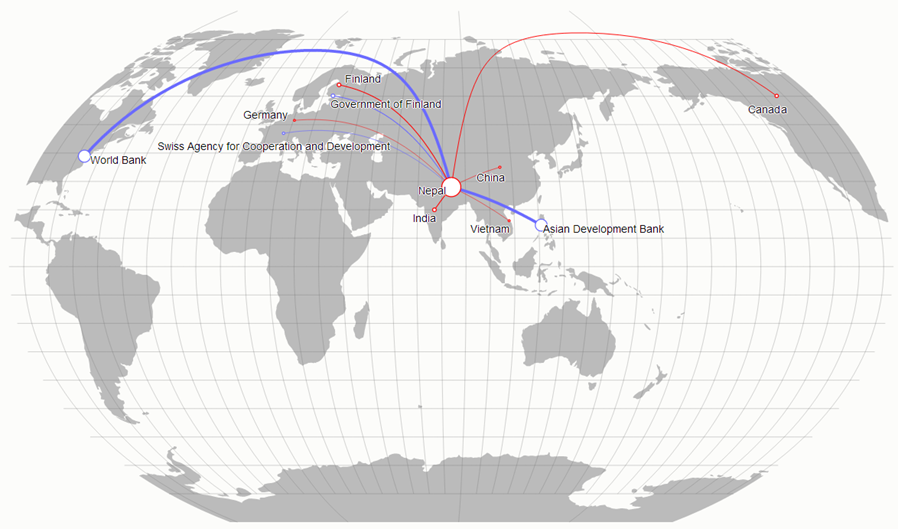 Finland
Government of Finland
Canada
Germany
Swiss Agency for Cooperation and Development
World Bank
China
Nepal
India
Vietnam
Asian Development Bank